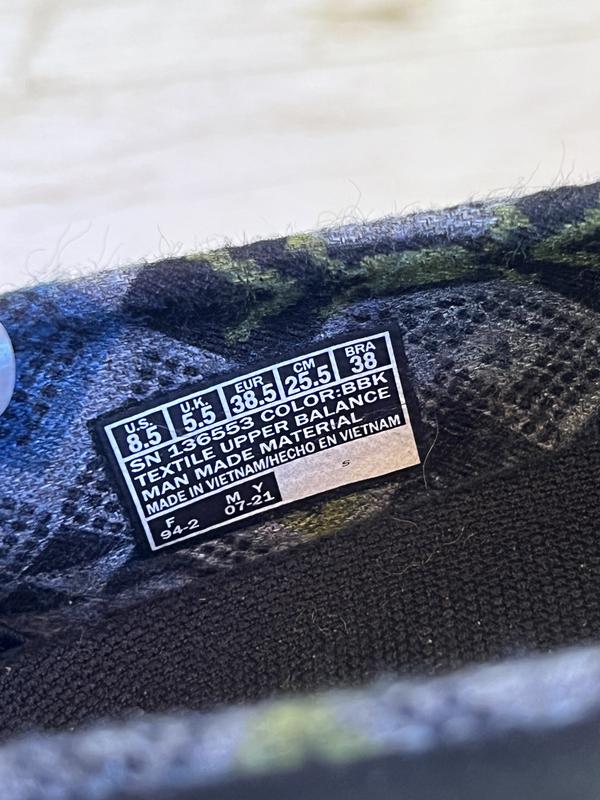 U.S. U.K. EUR CM BRA
8.5 5.5 38.5 25.5 38
SN 136553 COLOR:BBK
TEXTILE UPPER BALANCE
MAN MADE MATERIAL
MADE IN VIETNAM/HECHO EN VIETNAM
F M Y S
94-2 07-21